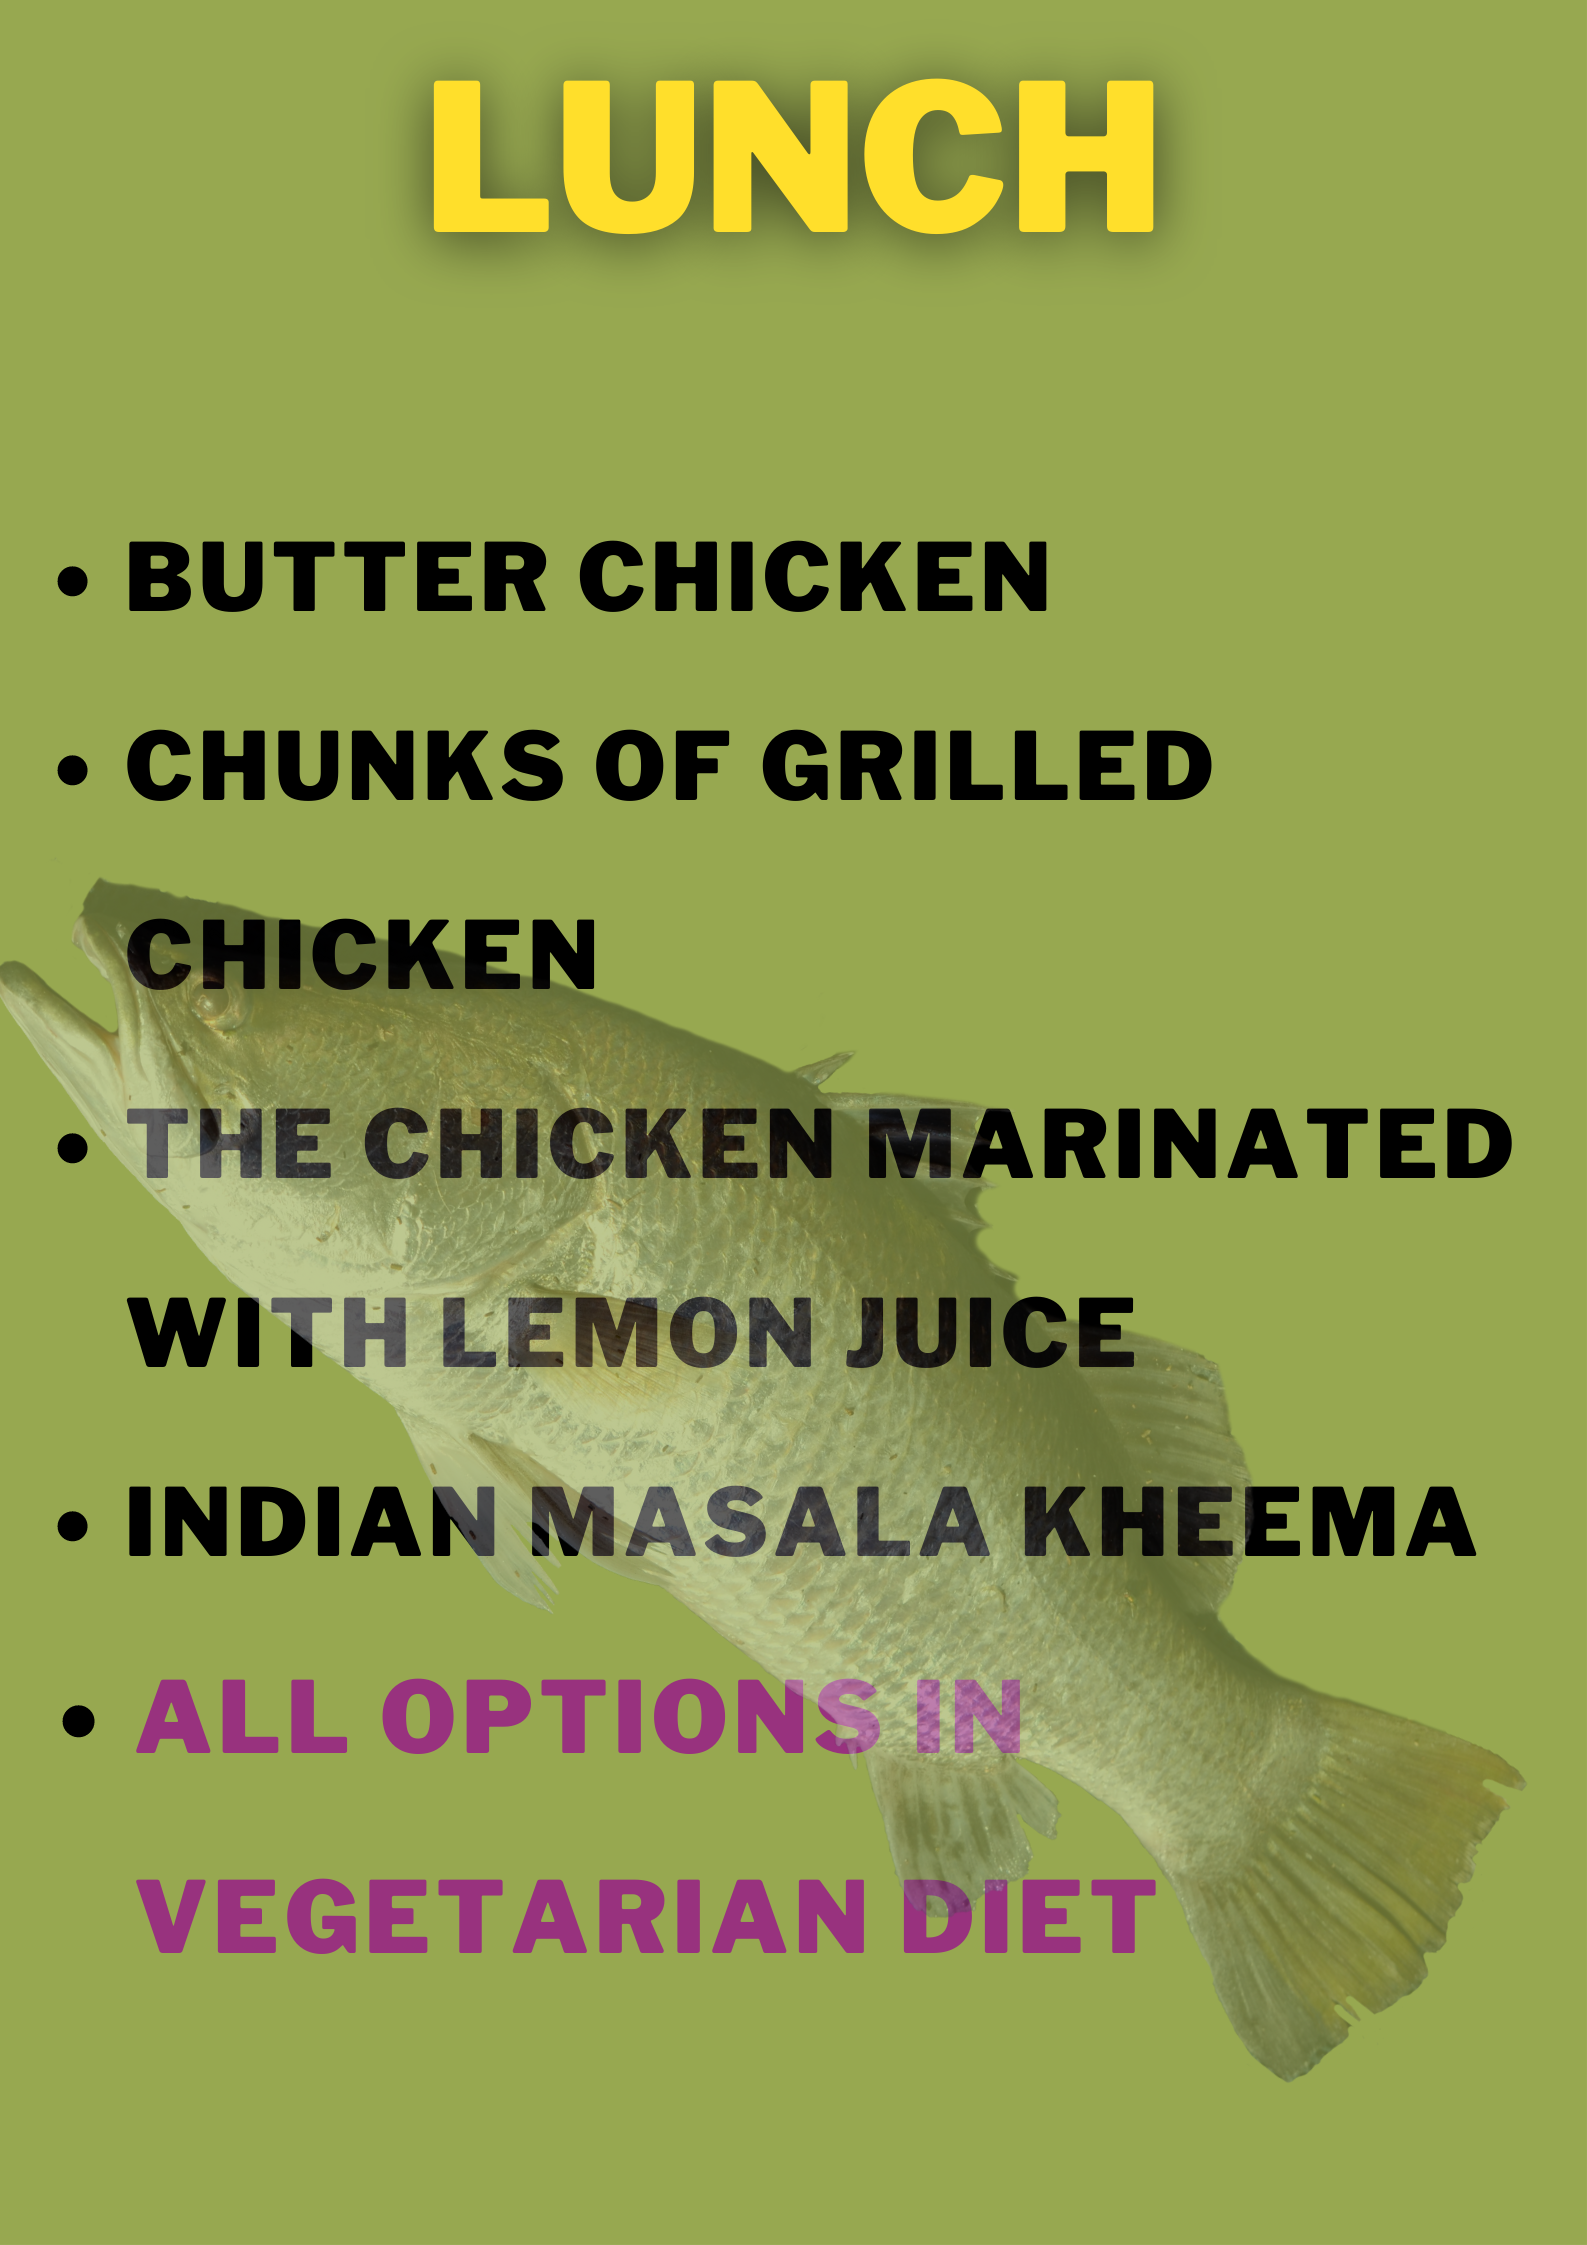 LUNCH
• BUTTER CHICKEN
• CHUNKS OF GRILLED
CHICKEN
• THE CHICKEN MARINATED
WITH LEMON JUICE
• INDIAN MASALA KHEEMA
• ALL OPTIONS IN
VEGETARIAN DIET